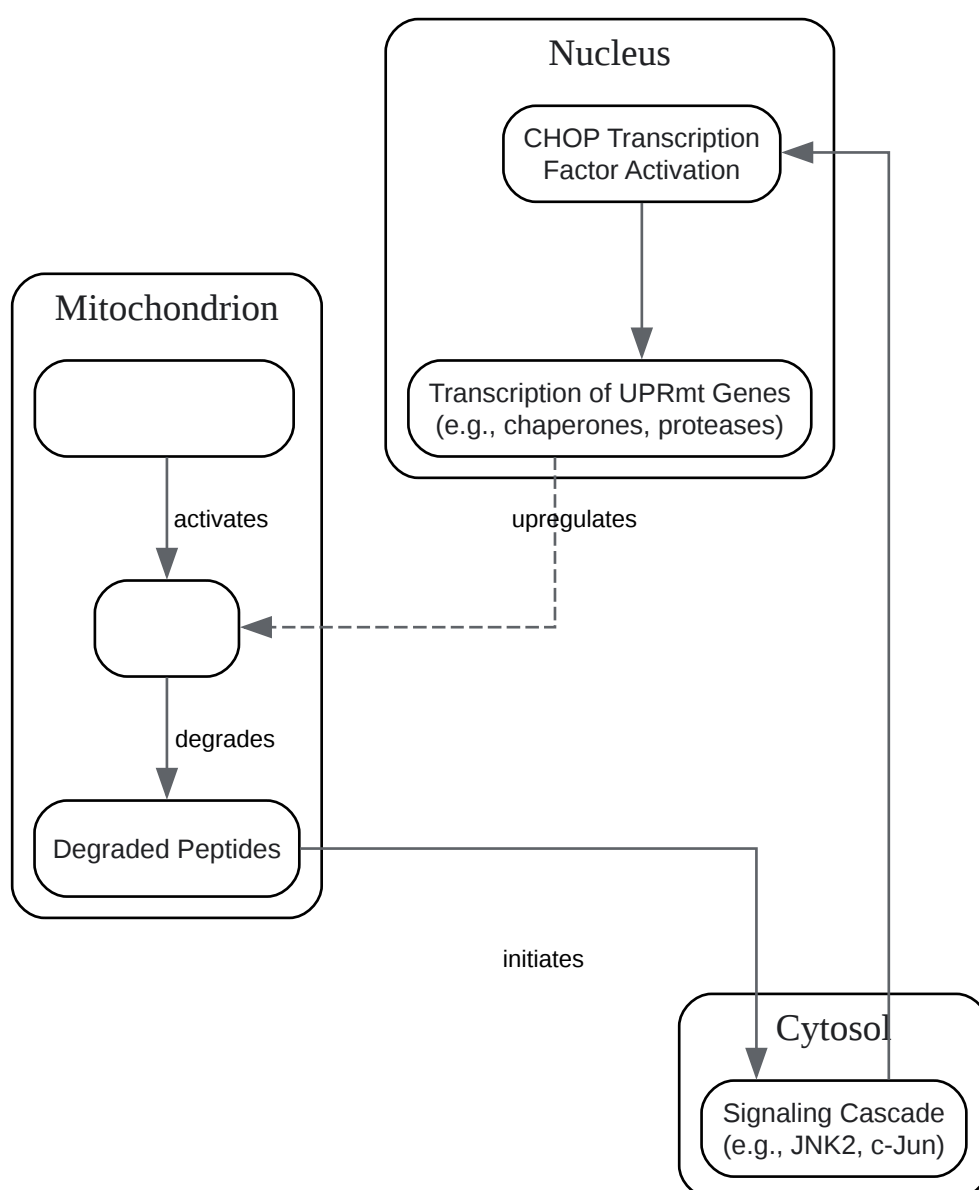 Nucleus
CHOP Transcription
Factor Activation
Mitochondrion
Transcription of UPRmt Genes
(e.g., chaperones, proteases)
activates
upregulates
degrades
Degraded Peptides
initiates
Cytosol
Signaling Cascade
(e.g., JNK2, c-Jun)